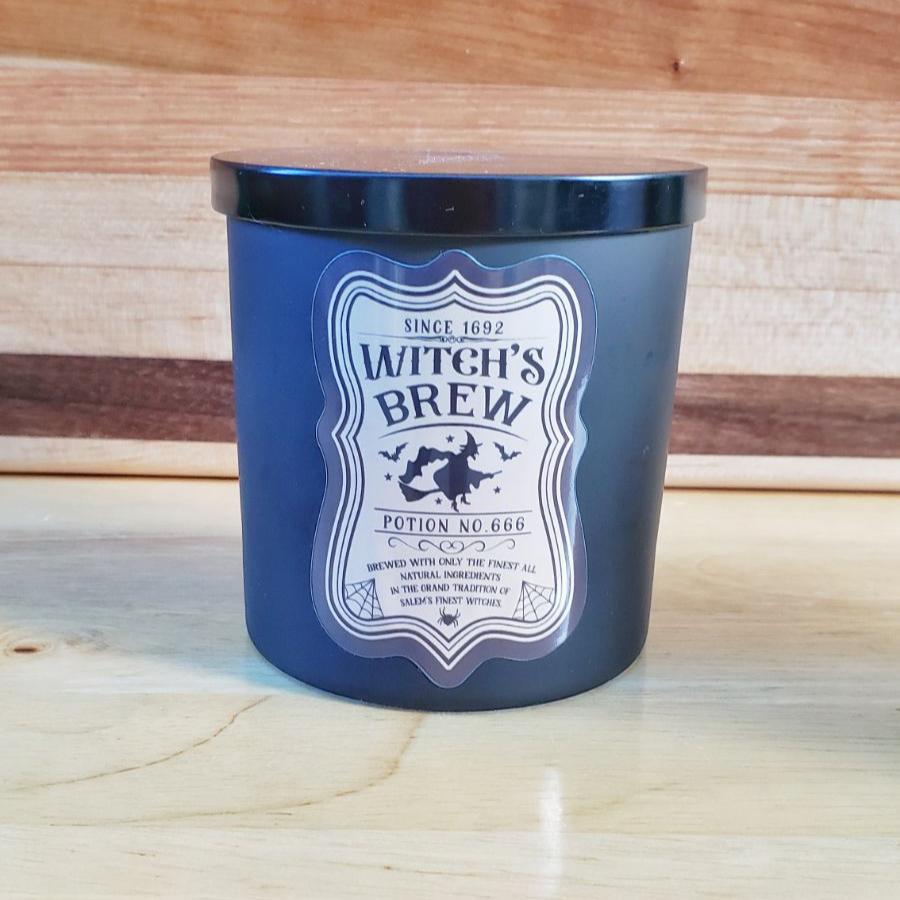 SINCE 1692
WITCH'S
BREW
POTION NO.666
BREWED WITH ONLY THE FINEST ALL
NATURAL INGREDIENTS
IN THE GRAND TRADITION OF
SALEM'S FINEST WITCHES.